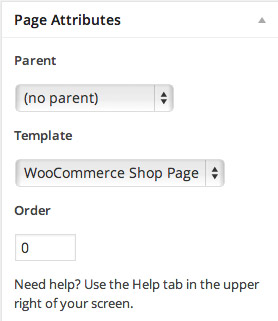 Page Attributes
Parent
(no parent)
Template
WooCommerce Shop Page
Order
0
Need help? Use the Help tab in the upper
right of your screen.